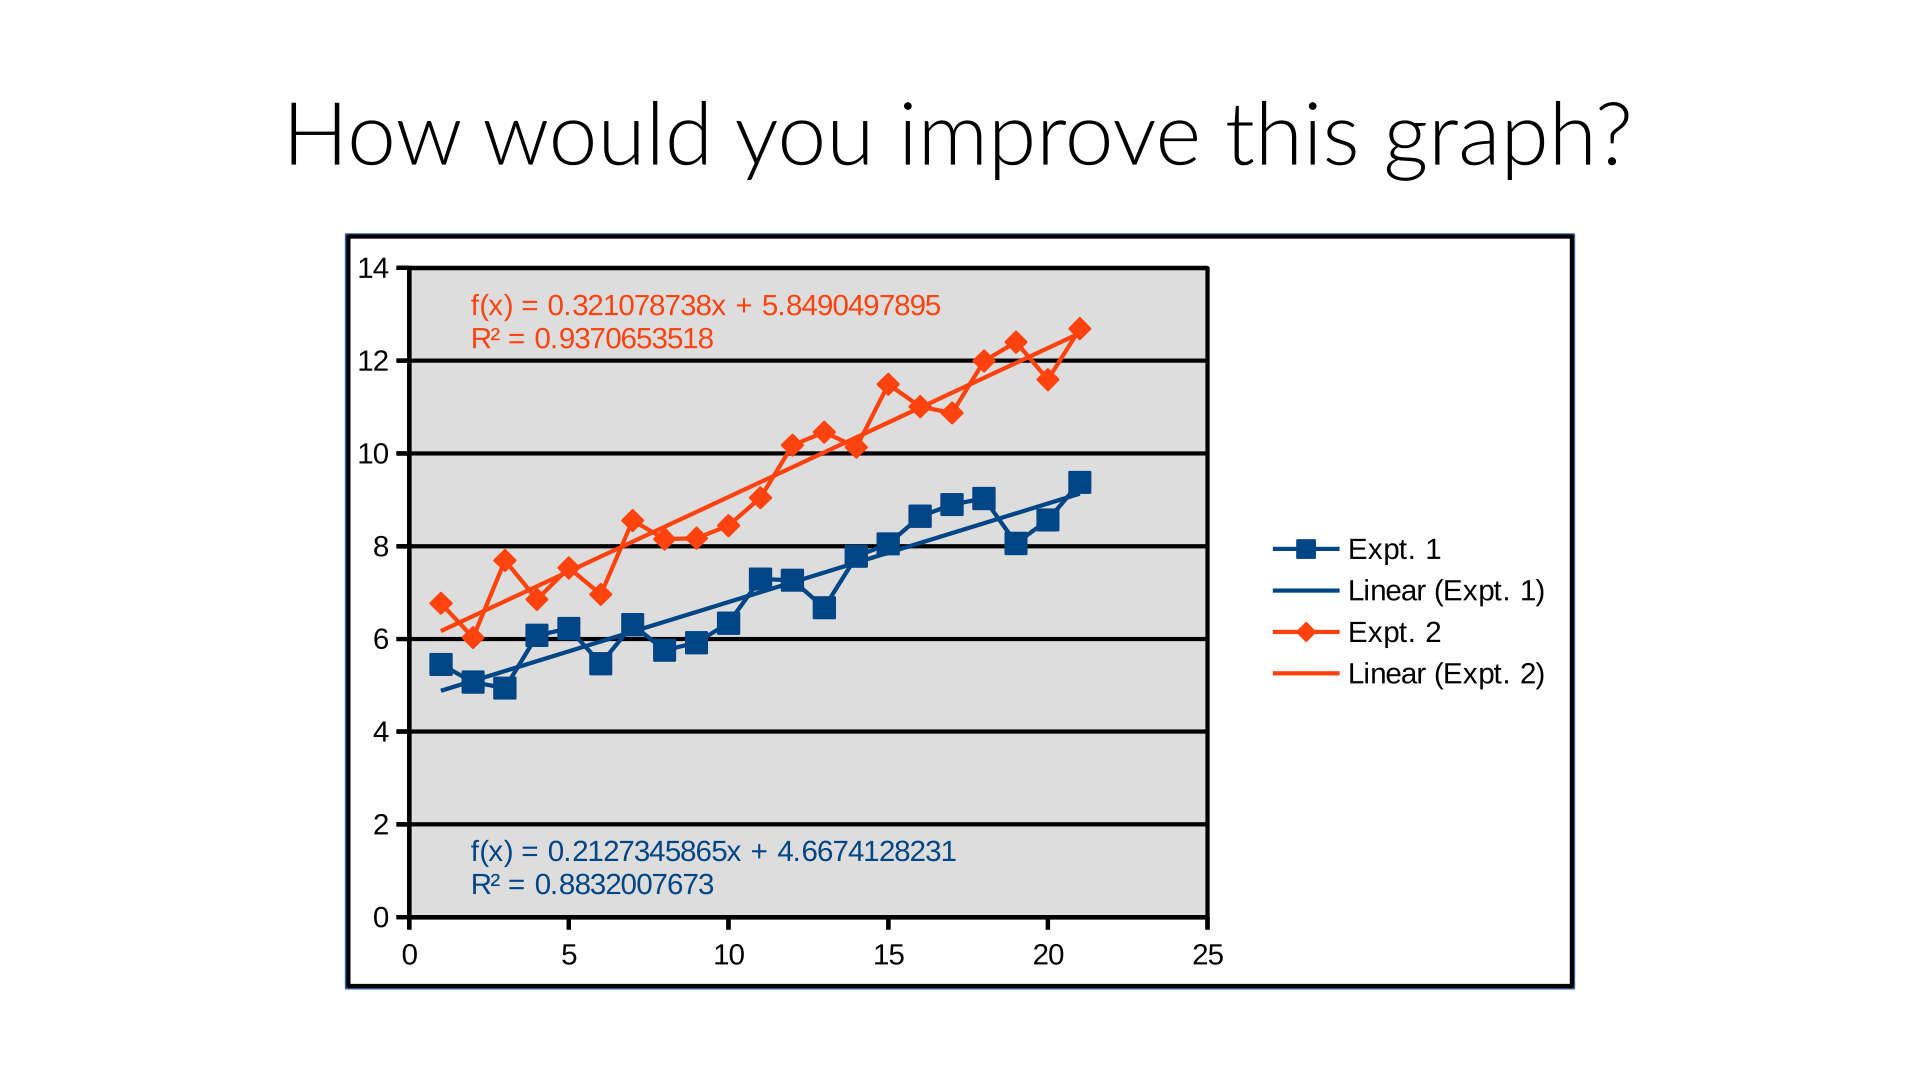 How would you improve this graph?
14
f(x) = 0.321078738x + 5.8490497895
R² = 0.9370653518
12
10
8
Expt. 1
Linear (Expt. 1)
6
Expt. 2
Linear (Expt. 2)
4
2
f(x) = 0.2127345865x + 4.6674128231
R² = 0.8832007673
0
0 5 10 15 20 25